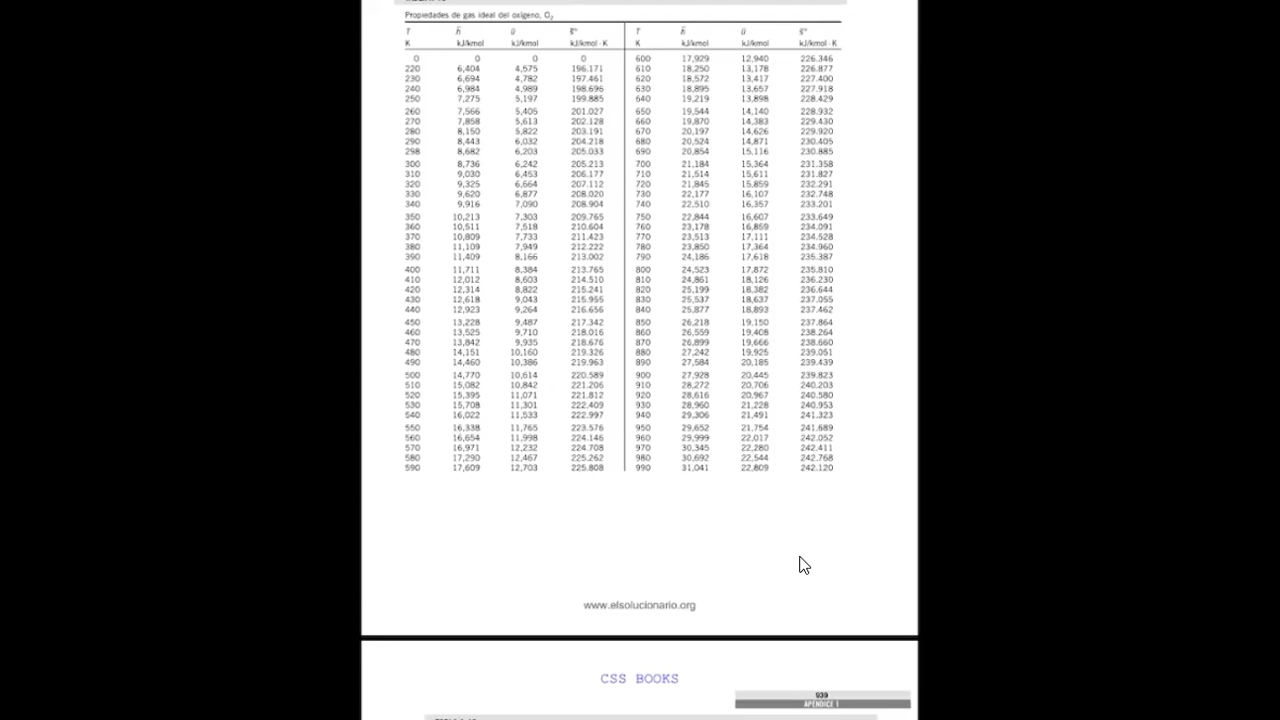 Propiedades de gas ideal del oxígeno, O2
T h̄ ū s̄° T h̄ ū s̄°
K kJ/kmol kJ/kmol kJ/kmol · K K kJ/kmol kJ/kmol kJ/kmol · K
0 0 0 0 600 17,929 12,940 226.346
220 6,404 4,575 196.171 610 18,250 13,178 226.877
230 6,694 4,782 197.461 620 18,572 13,417 227.400
240 6,984 4,989 198.696 630 18,895 13,657 227.918
250 7,275 5,197 199.885 640 19,219 13,898 228.429
260 7,566 5,405 201.027 650 19,544 14,140 228.932
270 7,858 5,613 202.128 660 19,870 14,383 229.430
280 8,150 5,822 203.191 670 20,197 14,626 229.920
290 8,443 6,032 204.218 680 20,524 14,871 230.405
298 8,682 6,203 205.033 690 20,854 15,116 230.885
300 8,736 6,242 205.213 700 21,184 15,364 231.358
310 9,030 6,453 206.177 710 21,514 15,611 231.827
320 9,325 6,664 207.112 720 21,845 15,859 232.291
330 9,620 6,877 208.020 730 22,177 16,107 232.748
340 9,916 7,090 208.904 740 22,510 16,357 233.201
350 10,213 7,303 209.765 750 22,844 16,607 233.649
360 10,511 7,518 210.604 760 23,178 16,859 234.091
370 10,809 7,733 211.423 770 23,513 17,111 234.528
380 11,109 7,949 212.222 780 23,850 17,364 234.960
390 11,409 8,166 213.002 790 24,186 17,618 235.387
400 11,711 8,384 213.765 800 24,523 17,872 235.810
410 12,012 8,603 214.510 810 24,861 18,126 236.230
420 12,314 8,822 215.241 820 25,199 18,382 236.644
430 12,618 9,043 215.955 830 25,537 18,637 237.055
440 12,923 9,264 216.656 840 25,877 18,893 237.462
450 13,228 9,487 217.342 850 26,218 19,150 237.864
460 13,525 9,710 218.016 860 26,559 19,408 238.264
470 13,842 9,935 218.676 870 26,899 19,666 238.660
480 14,151 10,160 219.326 880 27,242 19,925 239.051
490 14,460 10,386 219.963 890 27,584 20,185 239.439
500 14,770 10,614 220.589 900 27,928 20,445 239.823
510 15,082 10,842 221.206 910 28,272 20,706 240.203
520 15,395 11,071 221.812 920 28,616 20,967 240.580
530 15,708 11,301 222.409 930 28,960 21,228 240.953
540 16,022 11,533 222.997 940 29,306 21,491 241.323
550 16,338 11,765 223.576 950 29,652 21,754 241.689
560 16,654 11,998 224.146 960 29,999 22,017 242.052
570 16,971 12,232 224.708 970 30,345 22,280 242.411
580 17,290 12,467 225.262 980 30,692 22,544 242.768
590 17,609 12,703 225.808 990 31,041 22,809 242.120
www.elsolucionario.org
CSS BOOKS
939
APENDICE 1